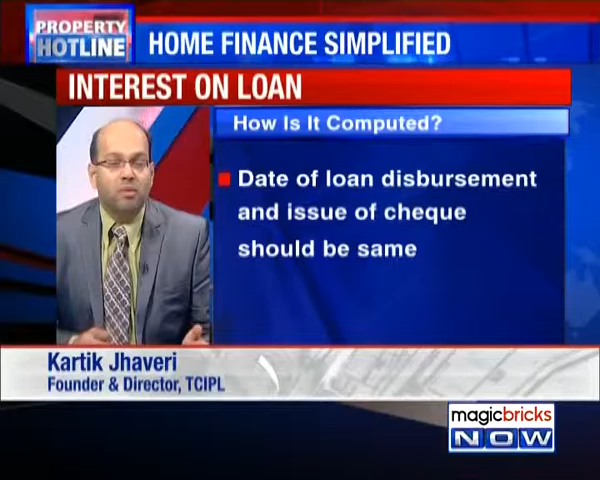 PROPERTY
HOTLINE
HOME FINANCE SIMPLIFIED
INTEREST ON LOAN
How Is It Computed?
Date of loan disbursement
and issue of cheque
should be same
Kartik Jhaveri
Founder & Director, TCIPL
magicbricks
NOW